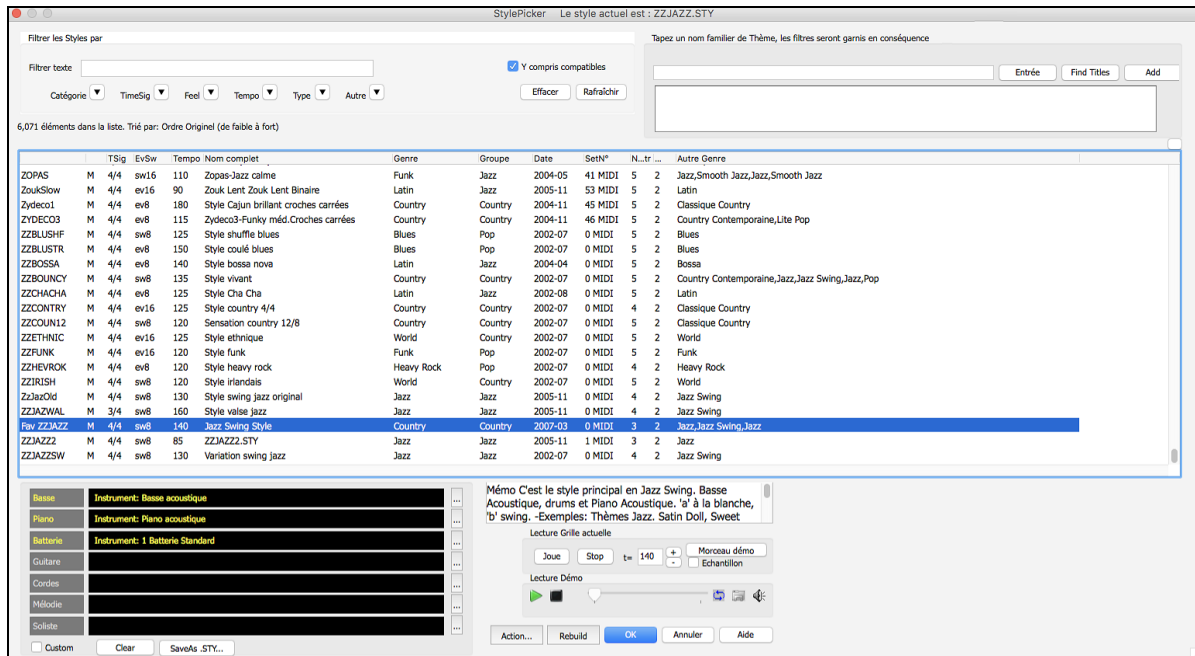 StylePicker Le style actuel est : ZZJAZZ.STY
Filtrer les Styles par
Tapez un nom familier de Thème, les filtres seront garnis en conséquence
Filtrer texte
Y compris compatibles
Entrée Find Titles Add
Catégorie TimeSig Feel Tempo Type Autre Effacer Rafraîchir
6,071 éléments dans la liste. Trié par: Ordre Originel (de faible à fort)
TSig EvSw Tempo Nom complet Genre Groupe Date SetN° N...tr ... Autre Genre
ZOPAS M 4/4 sw16 110 Zopas-Jazz calme Funk Jazz 2004-05 41 MIDI 5 2 Jazz,Smooth Jazz,Jazz,Smooth Jazz
ZoukSlow M 4/4 ev16 90 Zouk Lent Zouk Lent Binaire Latin Jazz 2005-11 53 MIDI 5 2 Latin
Zydeco1 M 4/4 ev8 180 Style Cajun brillant croches carrées Country Country 2004-11 45 MIDI 5 2 Classique Country
ZYDECO3 M 4/4 ev8 115 Zydeco3-Funky méd.Croches carrées Country Country 2004-11 46 MIDI 5 2 Country Contemporaine,Lite Pop
ZZBLUSHF M 4/4 sw8 125 Style shuffle blues Blues Pop 2002-07 0 MIDI 5 2 Blues
ZZBLUSTR M 4/4 ev8 150 Style coulé blues Blues Pop 2002-07 0 MIDI 5 2 Blues
ZZBOSSA M 4/4 ev8 140 Style bossa nova Latin Jazz 2004-04 0 MIDI 5 2 Bossa
ZZBOUNCY M 4/4 sw8 135 Style vivant Country Country 2002-07 0 MIDI 5 2 Country Contemporaine,Jazz,Jazz Swing,Jazz,Pop
ZZCHACHA M 4/4 ev8 125 Style Cha Cha Latin Jazz 2002-08 0 MIDI 5 2 Latin
ZZCONTRY M 4/4 ev16 125 Style country 4/4 Country Country 2002-07 0 MIDI 4 2 Classique Country
ZZCOUN12 M 4/4 sw8 120 Sensation country 12/8 Country Country 2002-07 0 MIDI 5 2 Classique Country
ZZETHNIC M 4/4 ev16 125 Style ethnique World Country 2002-07 0 MIDI 5 2 World
ZZFUNK M 4/4 ev16 120 Style funk Funk Pop 2002-07 0 MIDI 5 2 Funk
ZZHEVROK M 4/4 ev8 120 Style heavy rock Heavy Rock Pop 2002-07 0 MIDI 4 2 Heavy Rock
ZZIRISH M 4/4 sw8 120 Style irlandais World Country 2002-07 0 MIDI 5 2 World
ZzJazOld M 4/4 sw8 130 Style swing jazz original Jazz Jazz 2005-11 0 MIDI 4 2 Jazz Swing
ZZJAZWAL M 3/4 sw8 160 Style valse jazz Jazz Jazz 2005-11 0 MIDI 4 2 Jazz Swing
Fav ZZJAZZ M 4/4 sw8 140 Jazz Swing Style Country Country 2007-03 0 MIDI 3 2 Jazz,Jazz Swing,Jazz
ZZJAZZ2 M 4/4 sw8 85 ZZJAZZ2.STY Jazz Jazz 2005-11 1 MIDI 3 2 Jazz
ZZJAZZSW M 4/4 sw8 130 Variation swing jazz Jazz Jazz 2002-07 0 MIDI 4 2 Jazz Swing
Basse Instrument: Basse acoustique ...
Piano Instrument: Piano acoustique ...
Batterie Instrument: 1 Batterie Standard ...
Guitare ...
Cordes ...
Mélodie ...
Soliste ...
Custom Clear SaveAs .STY...
Mémo C'est le style principal en Jazz Swing. Basse
Acoustique, drums et Piano Acoustique. 'a' à la blanche,
'b' swing. -Exemples: Thèmes Jazz. Satin Doll, Sweet
Lecture Grille actuelle
Joue Stop t= 140 + - Morceau démo
Echantillon
Lecture Démo
Action... Rebuild OK Annuler Aide